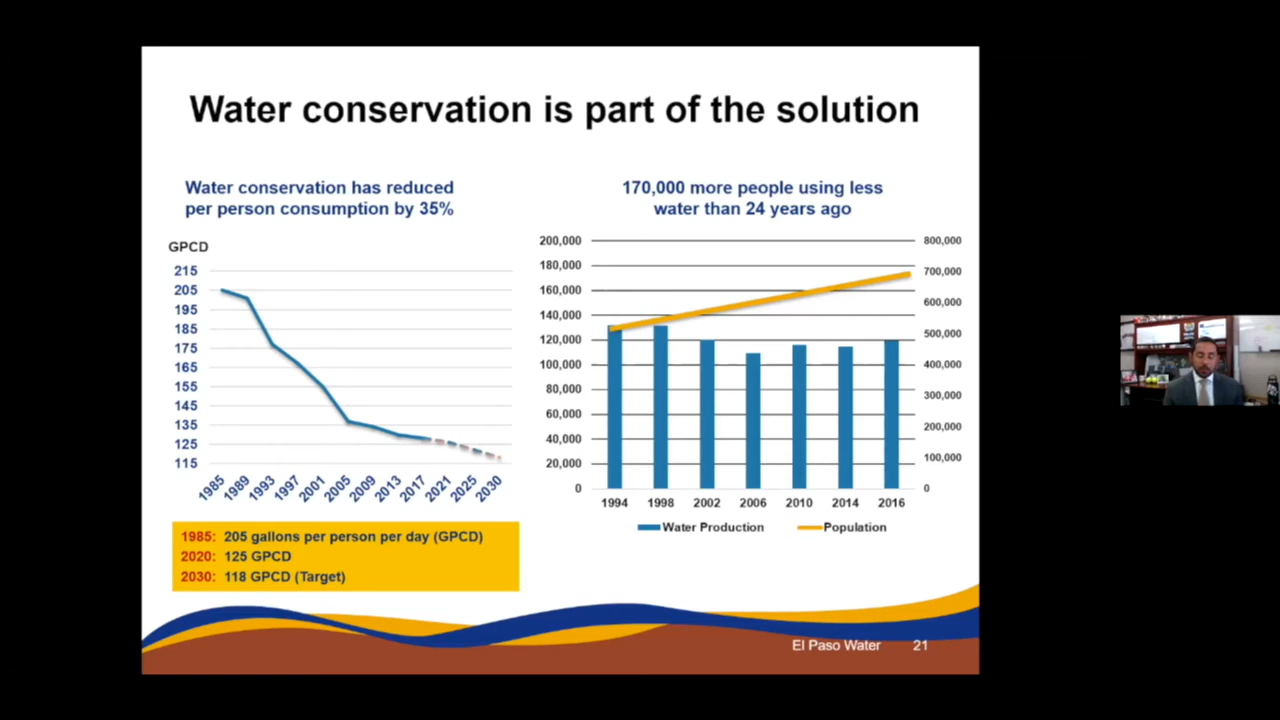 Water conservation is part of the solution
Water conservation has reduced
per person consumption by 35%
GPCD
215
205
195
185
175
165
155
145
135
125
115
1985 1989 1993 1997 2001 2005 2009 2013 2017 2021 2025 2030
1985: 205 gallons per person per day (GPCD)
2020: 125 GPCD
2030: 118 GPCD (Target)
170,000 more people using less
water than 24 years ago
200,000
180,000
160,000
140,000
120,000
100,000
80,000
60,000
40,000
20,000
0
800,000
700,000
600,000
500,000
400,000
300,000
200,000
100,000
0
1994 1998 2002 2006 2010 2014 2016
Water Production Population
El Paso Water 21